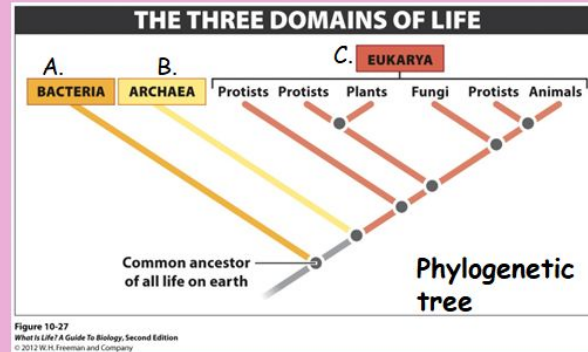 THE THREE DOMAINS OF LIFE
A.
B.
C.
EUKARYA
BACTERIA
ARCHAEA
Protists Protists Plants Fungi Protists Animals
Common ancestor
of all life on earth
Phylogenetic
tree
Figure 10-27
What Is Life? A Guide To Biology, Second Edition
© 2012 W.H. Freeman and Company